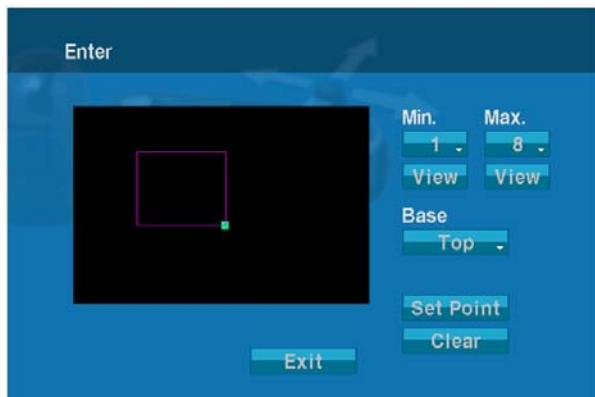 Enter
Min. Max.
1 8
View View
Base
Top
Set Point
Clear
Exit